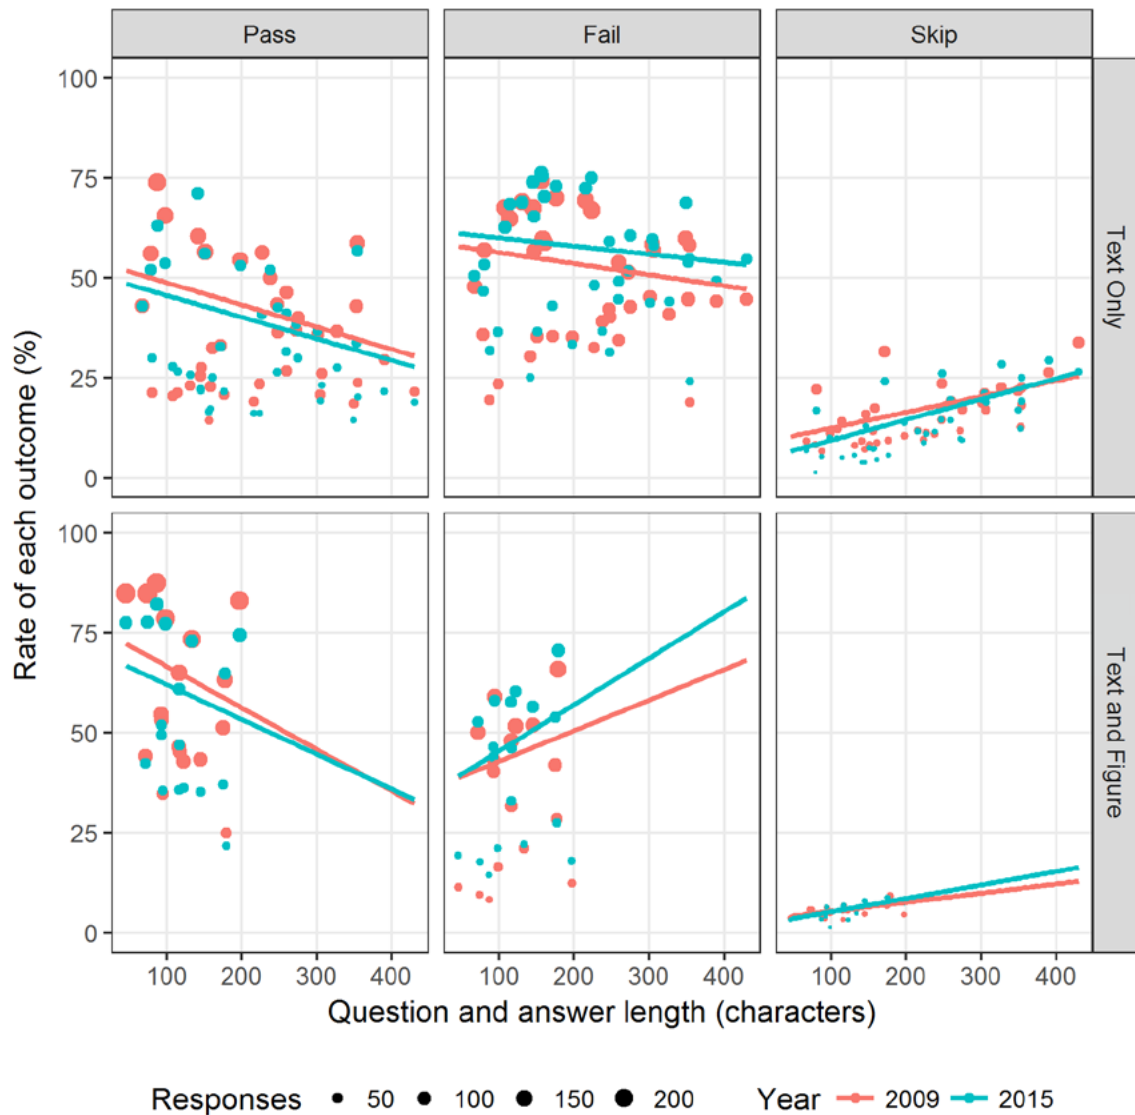 Pass Fail Skip
100
75
50
25
0
Text Only
100
75
50
25
0
Text and Figure
Rate of each outcome (%)
100 200 300 400 100 200 300 400 100 200 300 400
Question and answer length (characters)
Responses 50 100 150 200 Year 2009 2015